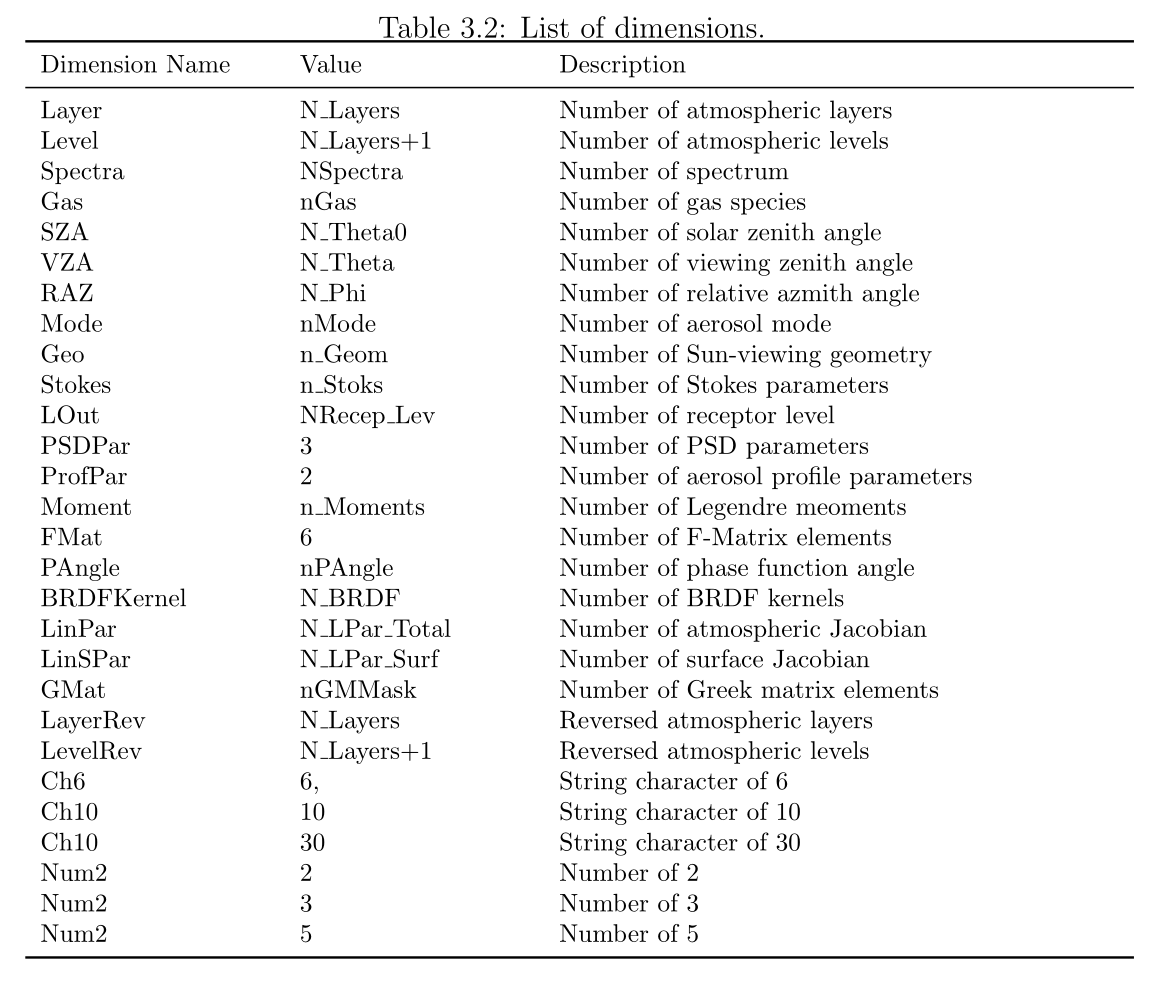 Table 3.2: List of dimensions.
Dimension Name Value Description
Layer N_Layers Number of atmospheric layers
Level N_Layers+1 Number of atmospheric levels
Spectra NSpectra Number of spectrum
Gas nGas Number of gas species
SZA N_Theta0 Number of solar zenith angle
VZA N_Theta Number of viewing zenith angle
RAZ N_Phi Number of relative azmith angle
Mode nMode Number of aerosol mode
Geo n_Geom Number of Sun-viewing geometry
Stokes n_Stoks Number of Stokes parameters
LOut NRecep_Lev Number of receptor level
PSDPar 3 Number of PSD parameters
ProfPar 2 Number of aerosol profile parameters
Moment n_Moments Number of Legendre meoments
FMat 6 Number of F-Matrix elements
PAngle nPAngle Number of phase function angle
BRDFKernel N_BRDF Number of BRDF kernels
LinPar N_LPar_Total Number of atmospheric Jacobian
LinSPar N_LPar_Surf Number of surface Jacobian
GMat nGMMask Number of Greek matrix elements
LayerRev N_Layers Reversed atmospheric layers
LevelRev N_Layers+1 Reversed atmospheric levels
Ch6 6, String character of 6
Ch10 10 String character of 10
Ch10 30 String character of 30
Num2 2 Number of 2
Num2 3 Number of 3
Num2 5 Number of 5